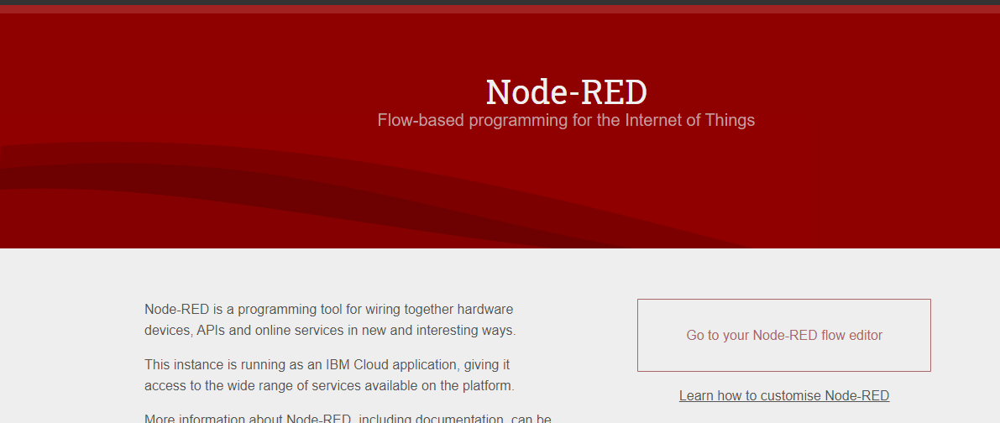 Node-RED
Flow-based programming for the Internet of Things
Node-RED is a programming tool for wiring together hardware
devices, APIs and online services in new and interesting ways.
This instance is running as an IBM Cloud application, giving it
access to the wide range of services available on the platform.
More information about Node-RED, including documentation, can be
Go to your Node-RED flow editor
Learn how to customise Node-RED